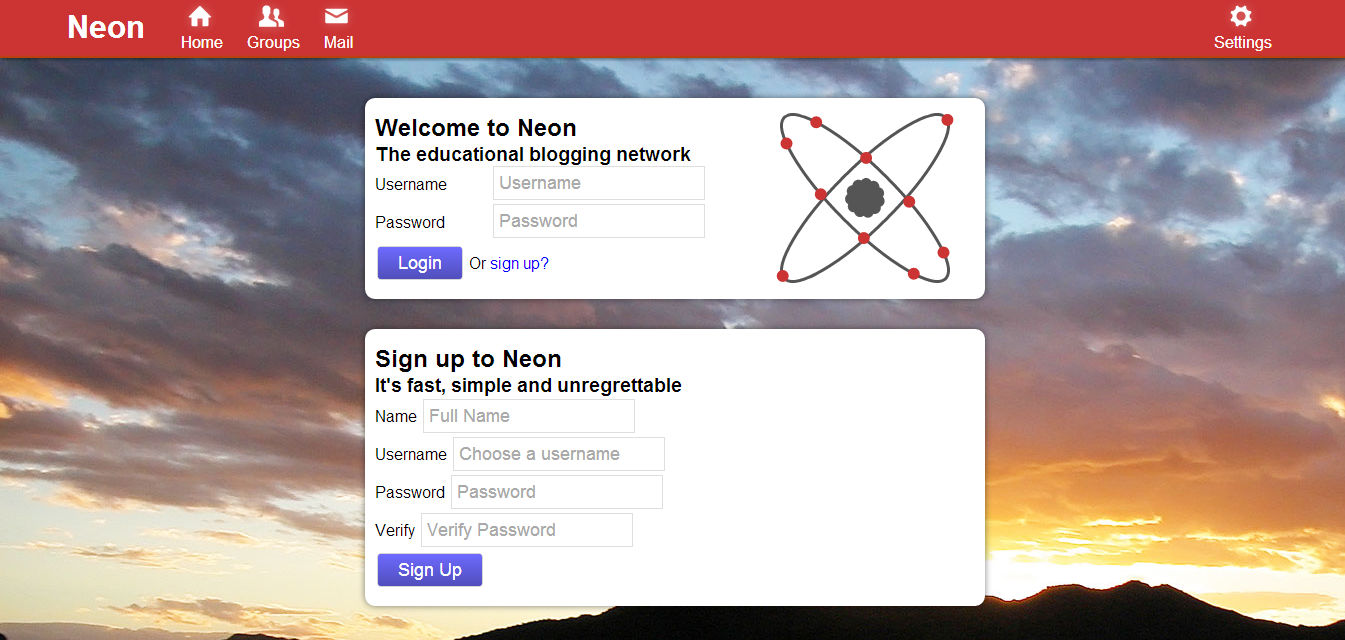 Neon
Home Groups Mail Settings
Welcome to Neon
The educational blogging network
Username Username
Password Password
Login Or sign up?
Sign up to Neon
It's fast, simple and unregrettable
Name Full Name
Username Choose a username
Password Password
Verify Verify Password
Sign Up